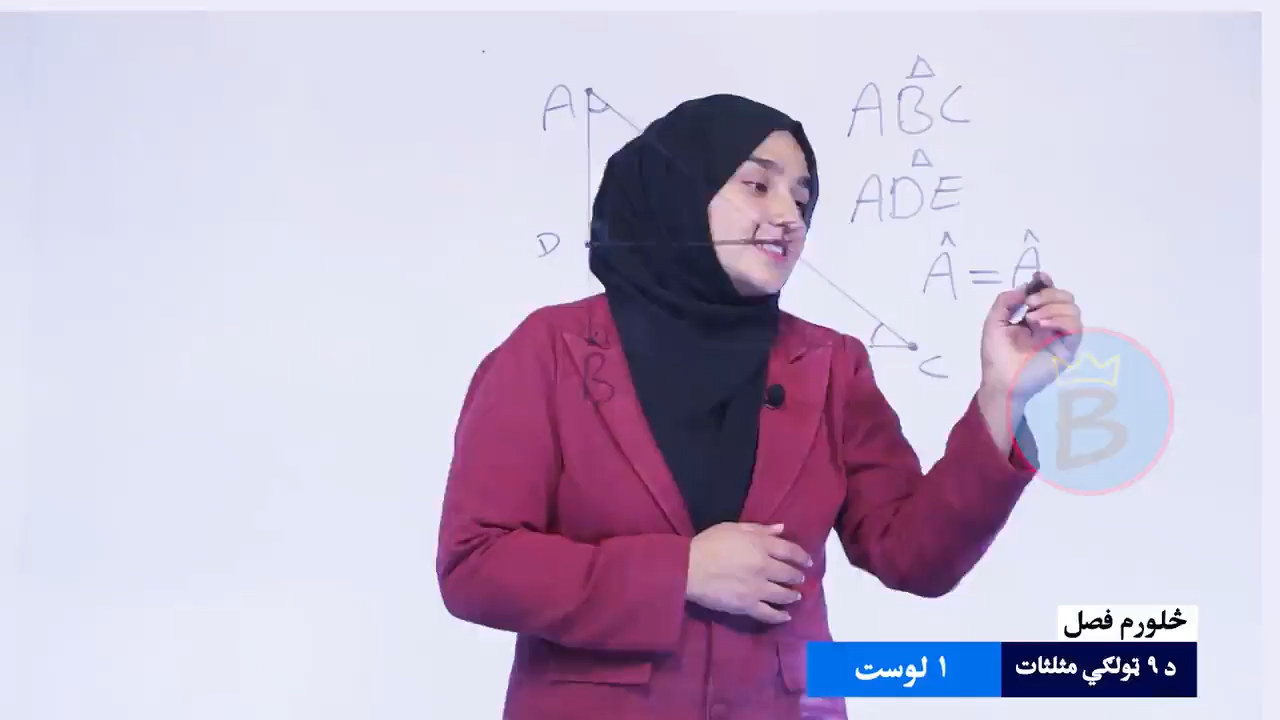 A
ABC
ADE
D
Â = Â
C
B
B
څلورم فصل
د ۹ ټولګي مثلثات
۱ لوست